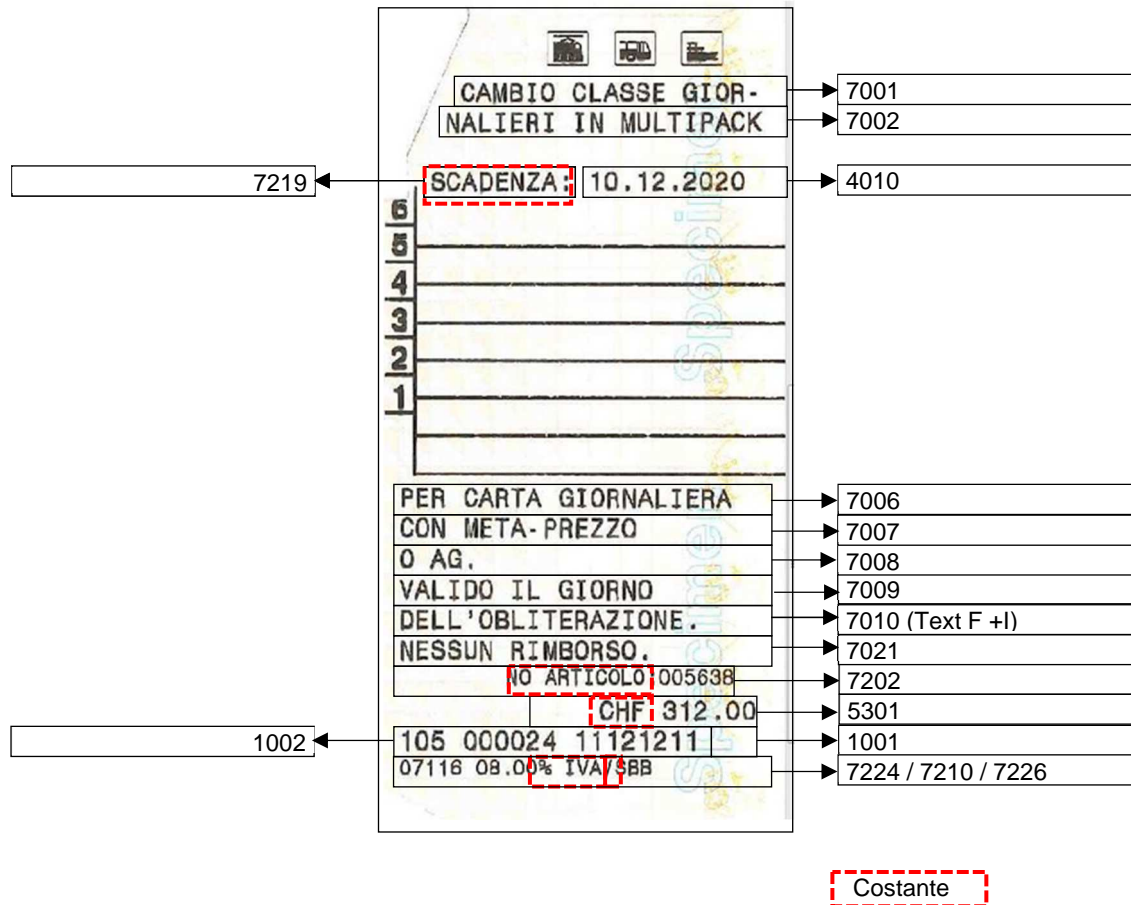 CAMBIO CLASSE GIOR- 7001
NALIERI IN MULTIPACK 7002
7219 SCADENZA: 10.12.2020 4010
6
5
4
3
2
1
PER CARTA GIORNALIERA 7006
CON META-PREZZO 7007
O AG. 7008
VALIDO IL GIORNO 7009
DELL'OBLITERAZIONE. 7010 (Text F +I)
NESSUN RIMBORSO. 7021
NO ARTICOLO 005638 7202
CHF 312.00 5301
1002 105 000024 11121211 1001
07116 08.00% IVA/SBB 7224 / 7210 / 7226
Specimen
Specimen
Costante